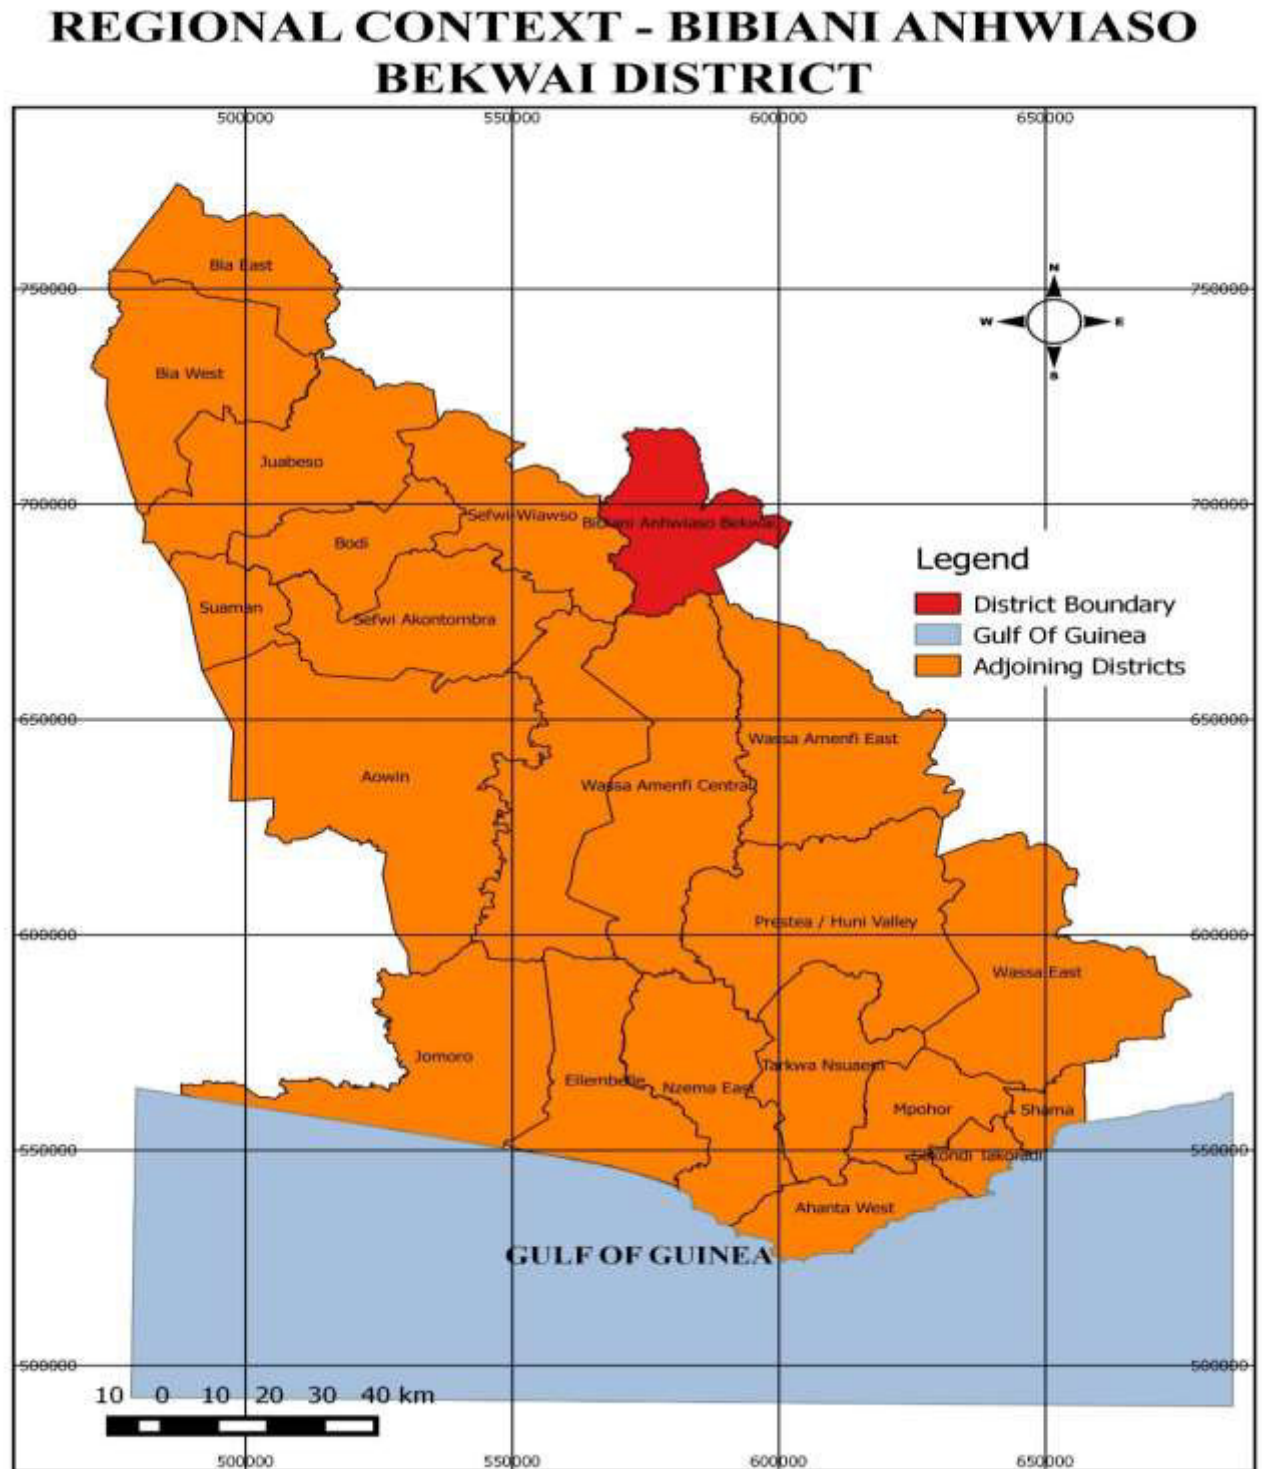 REGIONAL CONTEXT - BIBIANI ANHWIASO
BEKWAI DISTRICT
500000 550000 600000 650000
Bia East
N
750000 750000
W E
S
Bia West
Juabeso
700000 700000
Sefwi-Wiawso
Bibiani Anhwiaso Bekwai
Bodi
Legend
District Boundary
Gulf Of Guinea
Adjoining Districts
Suaman
Sefwi Akontombra
650000 650000
Wassa Amenfi East
Aowin
Wassa Amenfi Central
Prestea / Huni Valley
600000 600000
Wassa East
Jomoro
Tarkwa Nsuaem
Ellembelle
Nzema East
Mpohor
Shama
550000 550000
Sekondi Takoradi
Ahanta West
GULF OF GUINEA
500000 500000
10 0 10 20 30 40 km
500000 550000 600000 650000